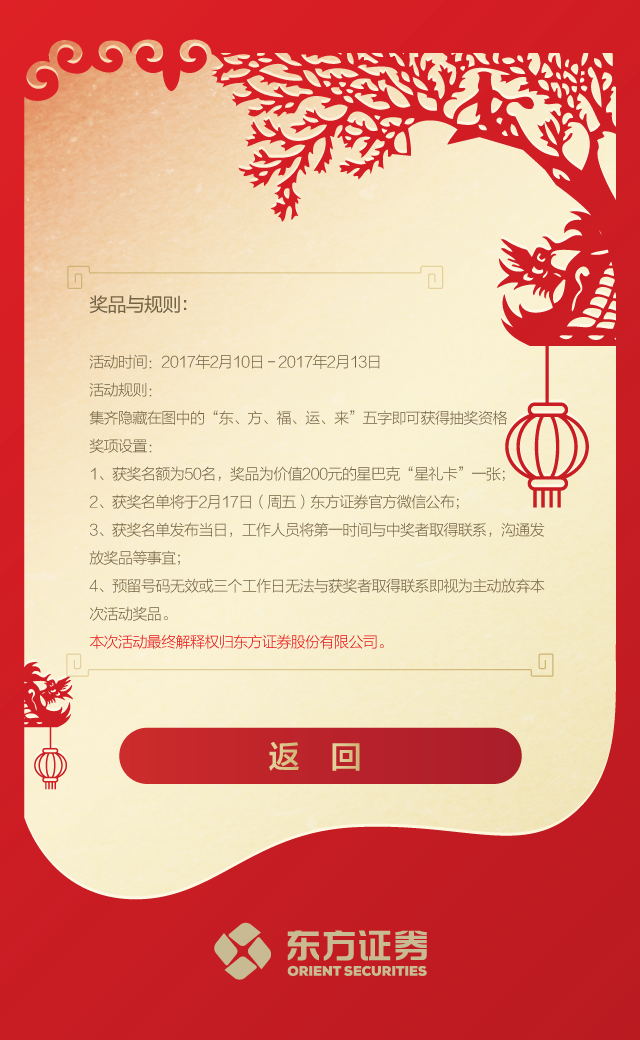 奖品与规则：
活动时间：2017年2月10日－2017年2月13日
活动规则：
集齐隐藏在图中的“东、方、福、运、来”五字即可获得抽奖资格
奖项设置：
1、获奖名额为50名，奖品为价值200元的星巴克“星礼卡”一张；
2、获奖名单将于2月17日（周五）东方证券官方微信公布；
3、获奖名单发布当日，工作人员将第一时间与中奖者取得联系，沟通发
放奖品等事宜；
4、预留号码无效或三个工作日无法与获奖者取得联系即视为主动放弃本
次活动奖品。
本次活动最终解释权归东方证券股份有限公司。
返 回
东方证券
ORIENT SECURITIES